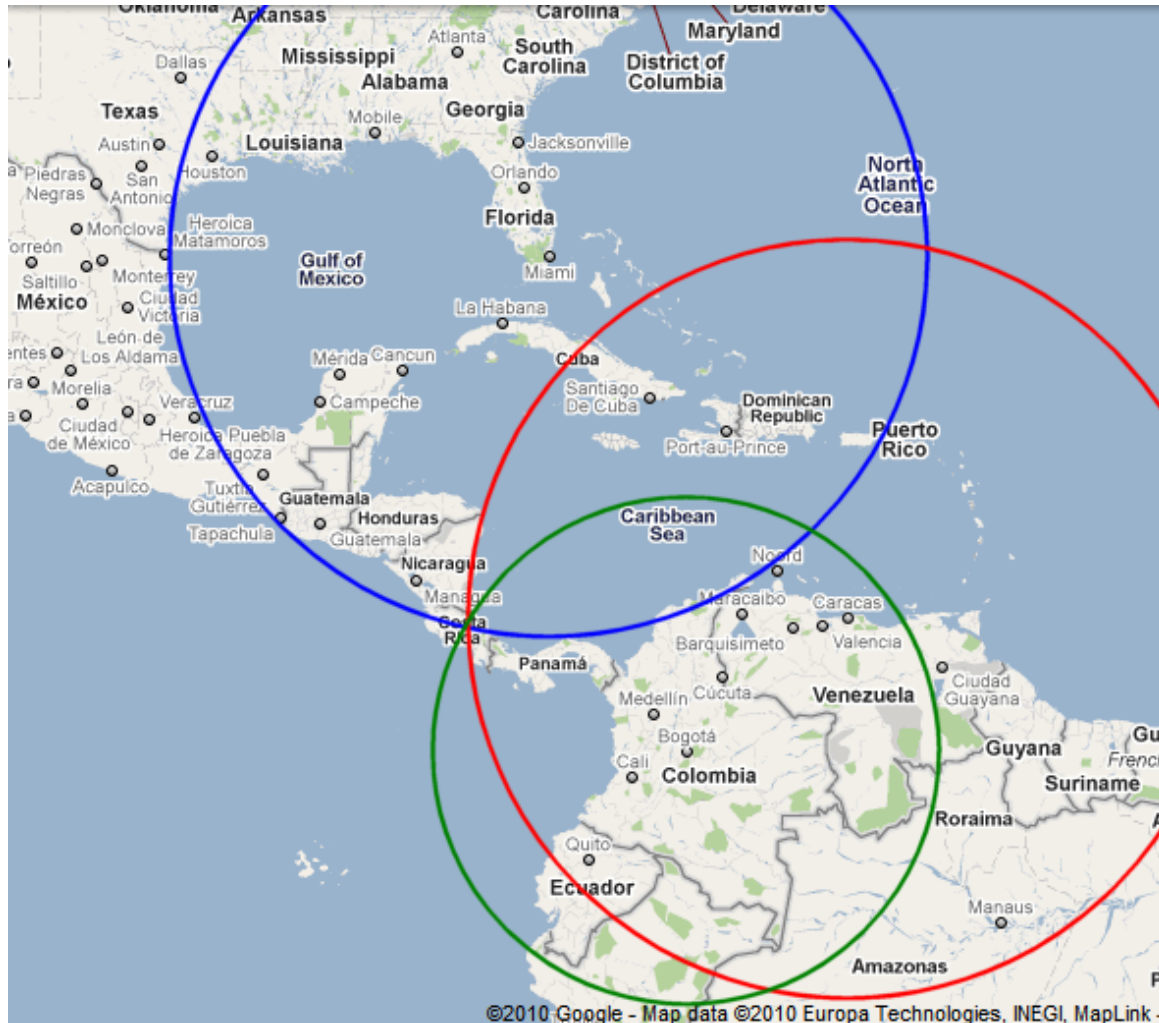 Oklahoma
Arkansas
Carolina
Delaware
Maryland
Atlanta
Mississippi
South
Carolina
District of
Columbia
Dallas
Alabama
Texas
Georgia
Mobile
Austin
Louisiana
Jacksonville
Houston
San
Antonio
Piedras
Negras
Orlando
North
Atlantic
Ocean
Florida
Monclova
Heroica
Matamoros
Gulf of
Mexico
Miami
Torreón
Saltillo
Monterrey
México
Ciudad
Victoria
La Habana
León de
Los Aldama
entes
Mérida
Cancun
Cuba
Morelia
Santiago
De Cuba
Veracruz
Campeche
Dominican
Republic
Ciudad
de México
Heroica Puebla
de Zaragoza
Port-au-Prince
Puerto
Rico
Acapulco
Tuxtla
Gutiérrez
Guatemala
Honduras
Caribbean
Sea
Tapachula
Guatemala
Nicaragua
Noord
Managua
Maracaibo
Caracas
Costa
Rica
Barquisimeto
Valencia
Panamá
Cúcuta
Ciudad
Guayana
Medellín
Venezuela
Bogotá
Guyana
Gu
Frenc
Cali
Colombia
Suriname
Roraima
Quito
Ecuador
Manaus
Amazonas
©2010 Google - Map data ©2010 Europa Technologies, INEGI, MapLink -